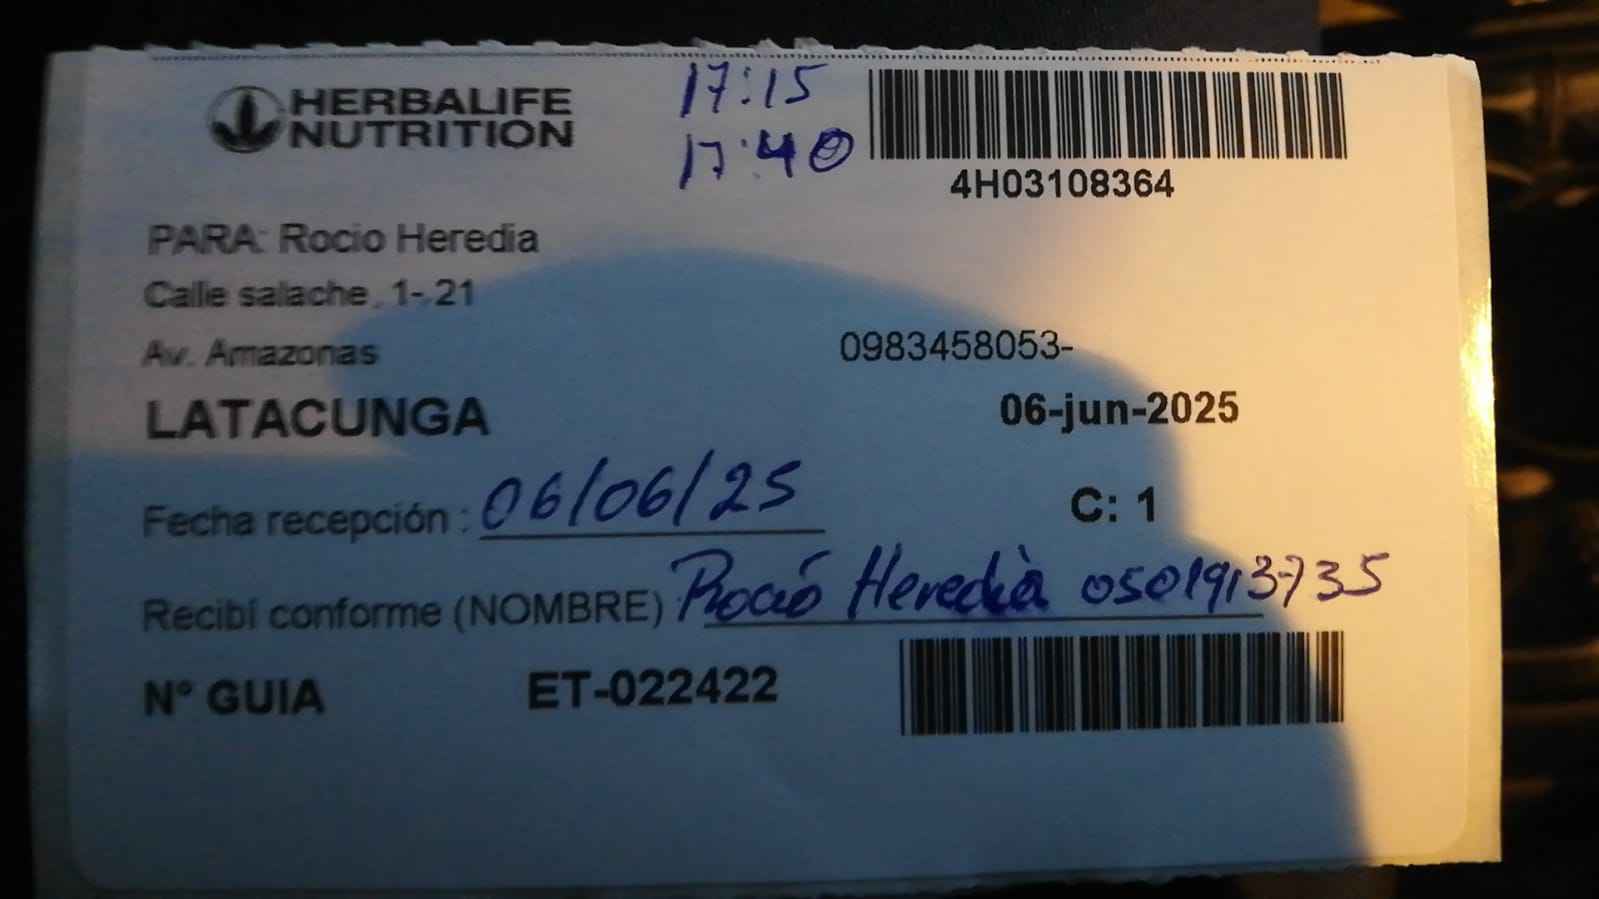 HERBALIFE
NUTRITION
17:15
17:40
4H03108364
PARA: Rocio Heredia
Calle salache, 1-21
Av. Amazonas
0983458053-
LATACUNGA
06-jun-2025
Fecha recepción : 06/06/25
C: 1
Recibí conforme (NOMBRE) Rocío Heredia 0501913735
N° GUIA ET-022422